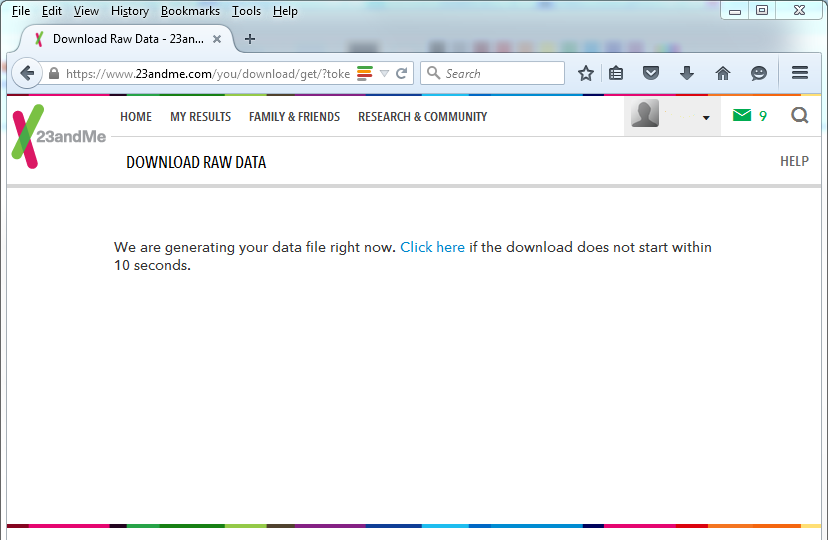 File Edit View History Bookmarks Tools Help
Download Raw Data - 23an...
https://www.23andme.com/you/download/get/?toke
Search
23andMe
HOME MY RESULTS FAMILY & FRIENDS RESEARCH & COMMUNITY
9
DOWNLOAD RAW DATA
HELP
We are generating your data file right now. Click here if the download does not start within
10 seconds.